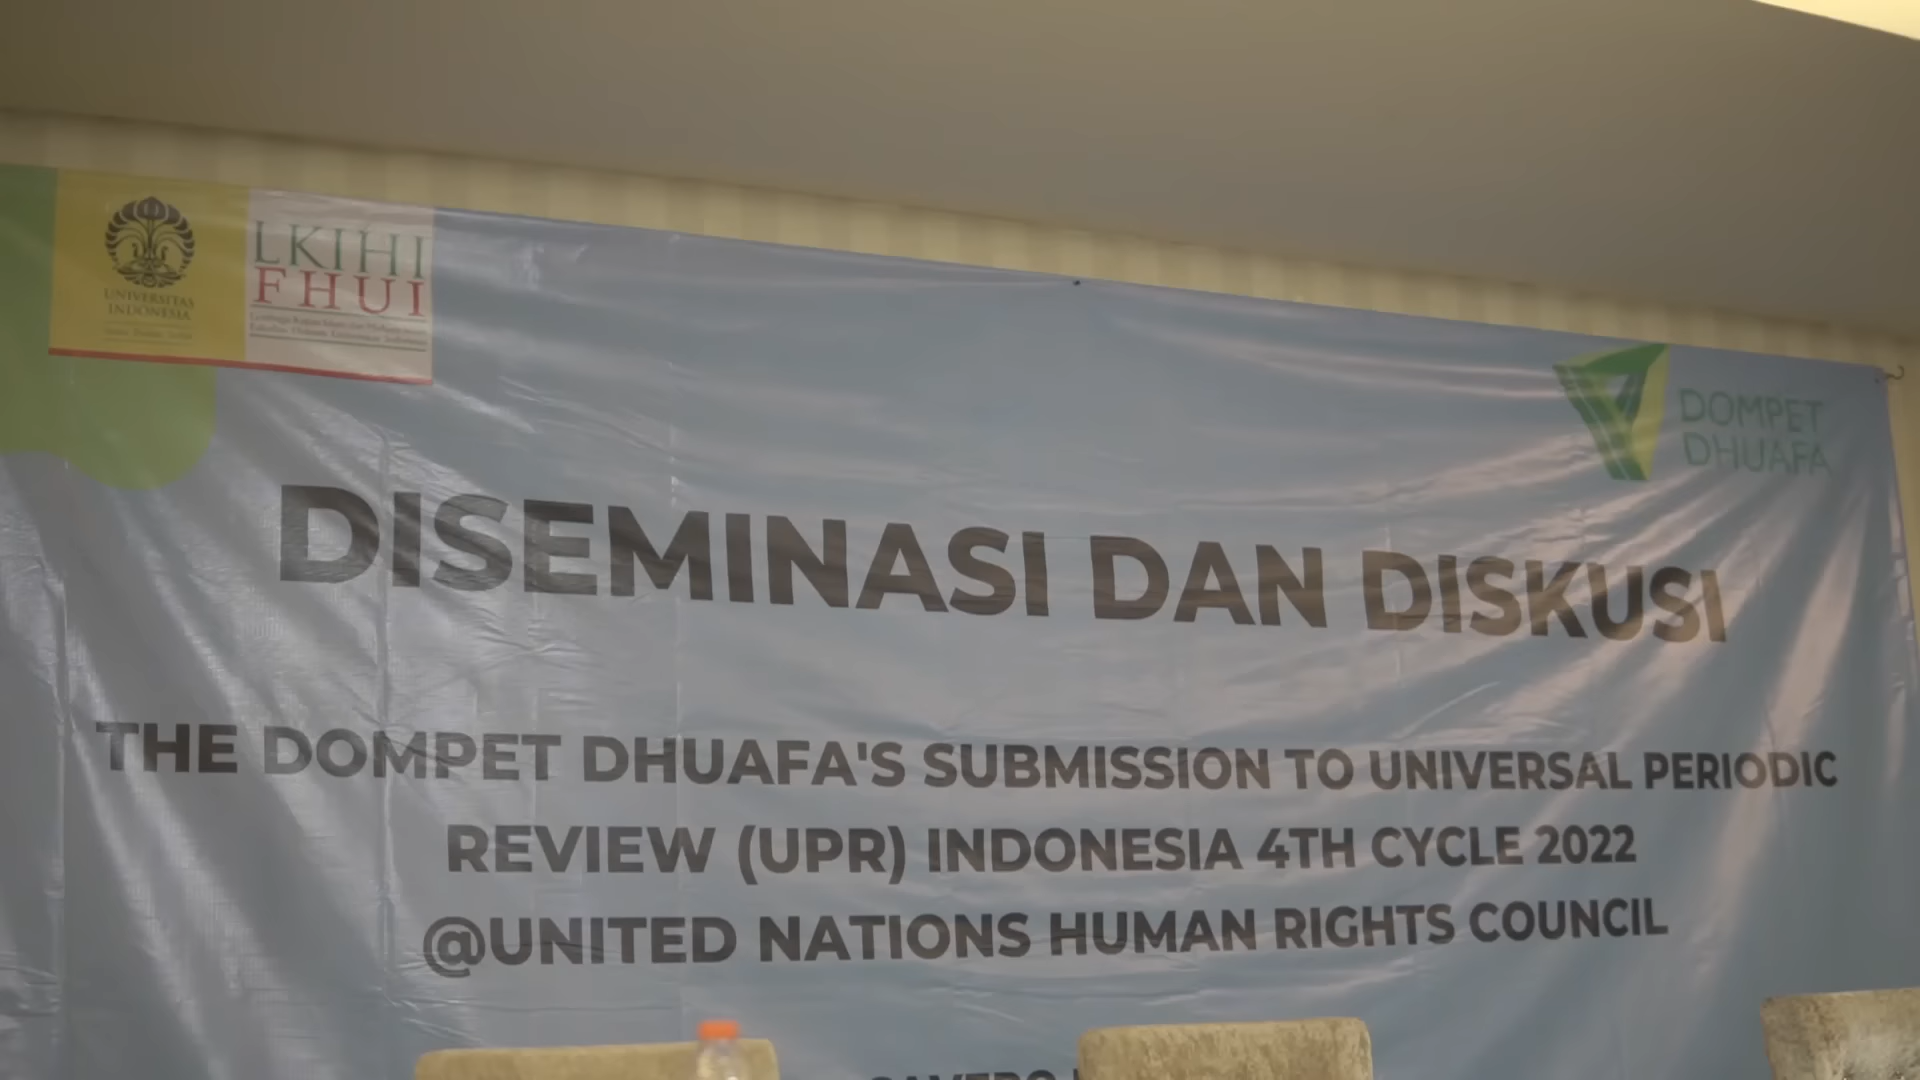 UNIVERSITAS
INDONESIA
LKIHI
FHUI
DOMPET
DHUAFA
DISEMINASI DAN DISKUSI
THE DOMPET DHUAFA'S SUBMISSION TO UNIVERSAL PERIODIC
REVIEW (UPR) INDONESIA 4TH CYCLE 2022
@UNITED NATIONS HUMAN RIGHTS COUNCIL